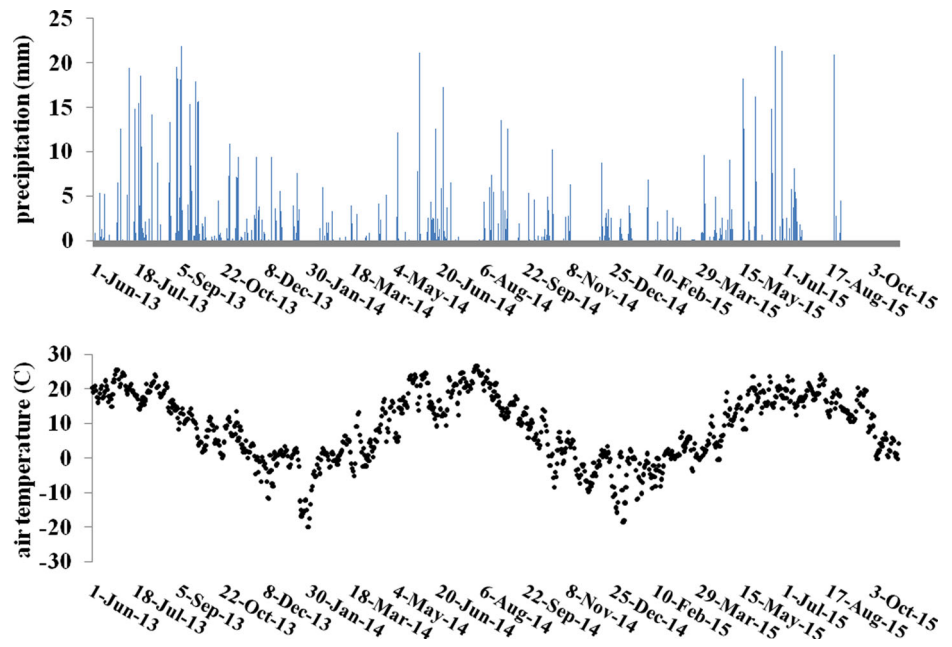 25
20
15
10
5
0
precipitation (mm)
1-Jun-13
18-Jul-13
5-Sep-13
22-Oct-13
8-Dec-13
30-Jan-14
18-Mar-14
4-May-14
20-Jun-14
6-Aug-14
22-Sep-14
8-Nov-14
25-Dec-14
10-Feb-15
29-Mar-15
15-May-15
1-Jul-15
17-Aug-15
3-Oct-15
30
20
10
0
-10
-20
-30
air temperature (C)
1-Jun-13
18-Jul-13
5-Sep-13
22-Oct-13
8-Dec-13
30-Jan-14
18-Mar-14
4-May-14
20-Jun-14
6-Aug-14
22-Sep-14
8-Nov-14
25-Dec-14
10-Feb-15
29-Mar-15
15-May-15
1-Jul-15
17-Aug-15
3-Oct-15